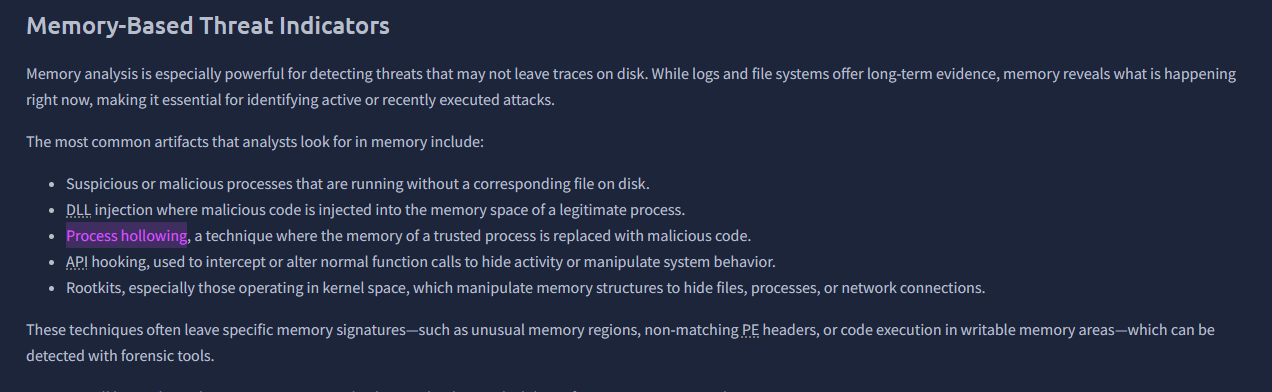 Memory-Based Threat Indicators
Memory analysis is especially powerful for detecting threats that may not leave traces on disk. While logs and file systems offer long-term evidence, memory reveals what is happening
right now, making it essential for identifying active or recently executed attacks.
The most common artifacts that analysts look for in memory include:
• Suspicious or malicious processes that are running without a corresponding file on disk.
• DLL injection where malicious code is injected into the memory space of a legitimate process.
• Process hollowing, a technique where the memory of a trusted process is replaced with malicious code.
• API hooking, used to intercept or alter normal function calls to hide activity or manipulate system behavior.
• Rootkits, especially those operating in kernel space, which manipulate memory structures to hide files, processes, or network connections.
These techniques often leave specific memory signatures—such as unusual memory regions, non-matching PE headers, or code execution in writable memory areas—which can be
detected with forensic tools.